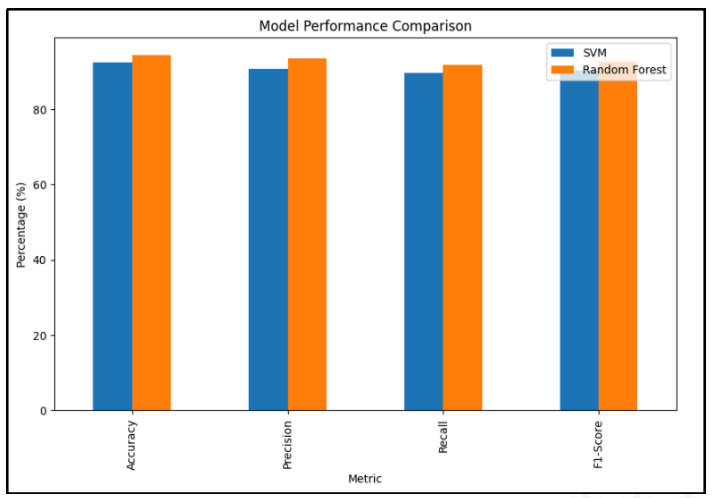 Model Performance Comparison
SVM
Random Forest
Percentage (%)
80
60
40
20
0
Accuracy
Precision
Recall
F1-Score
Metric